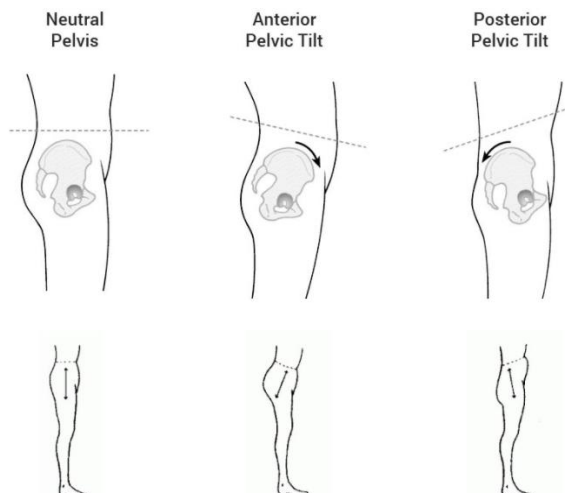 Neutral
Pelvis
Anterior
Pelvic Tilt
Posterior
Pelvic Tilt